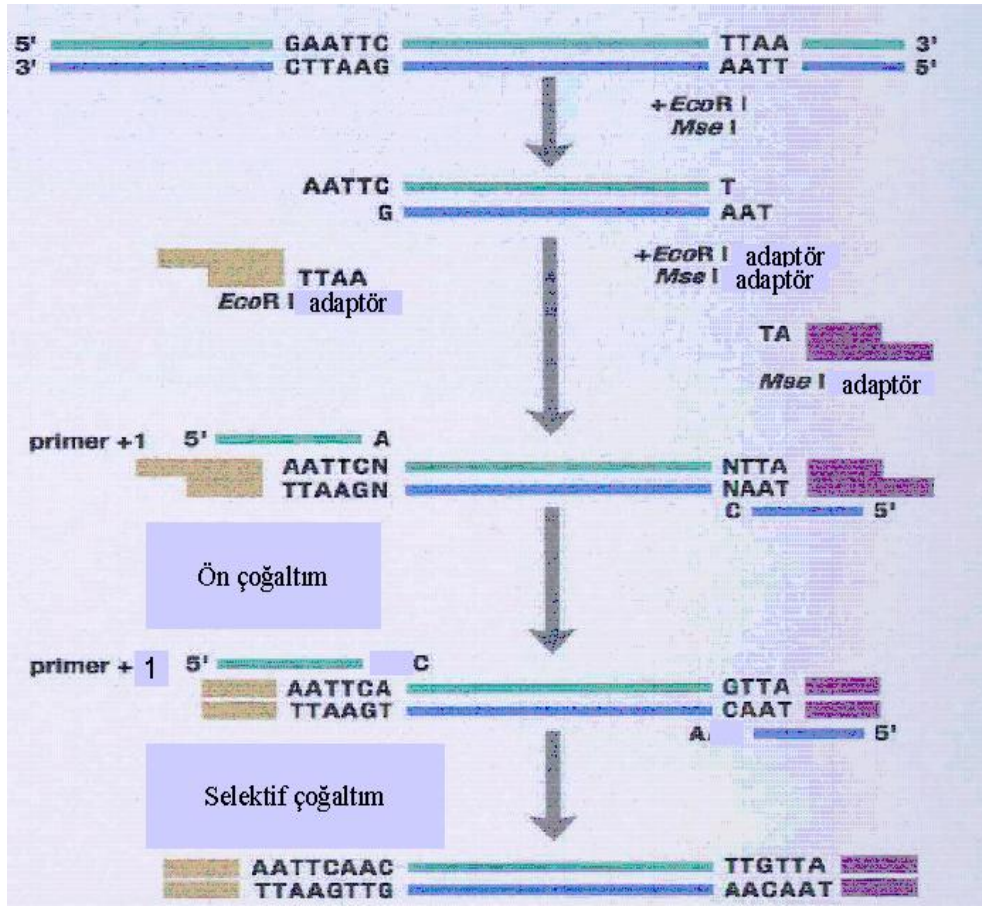 5' GAATTC TTAA 3'
3' CTTAAG AATT 5'
+EcoR I
Mse I
AATTC T
G AAT
+EcoR I adaptör
Mse I adaptör
TTAA
EcoR I adaptör
TA
Mse I adaptör
primer +1 5' A
AATTCN NTTA
TTAAGN NAAT
C 5'
Ön çoğaltım
primer + 1 5' C
AATTCA GTTA
TTAAGT CAAT
A 5'
Selektif çoğaltım
AATTCAAC TTGTTA
TTAAGTTG AACAAT